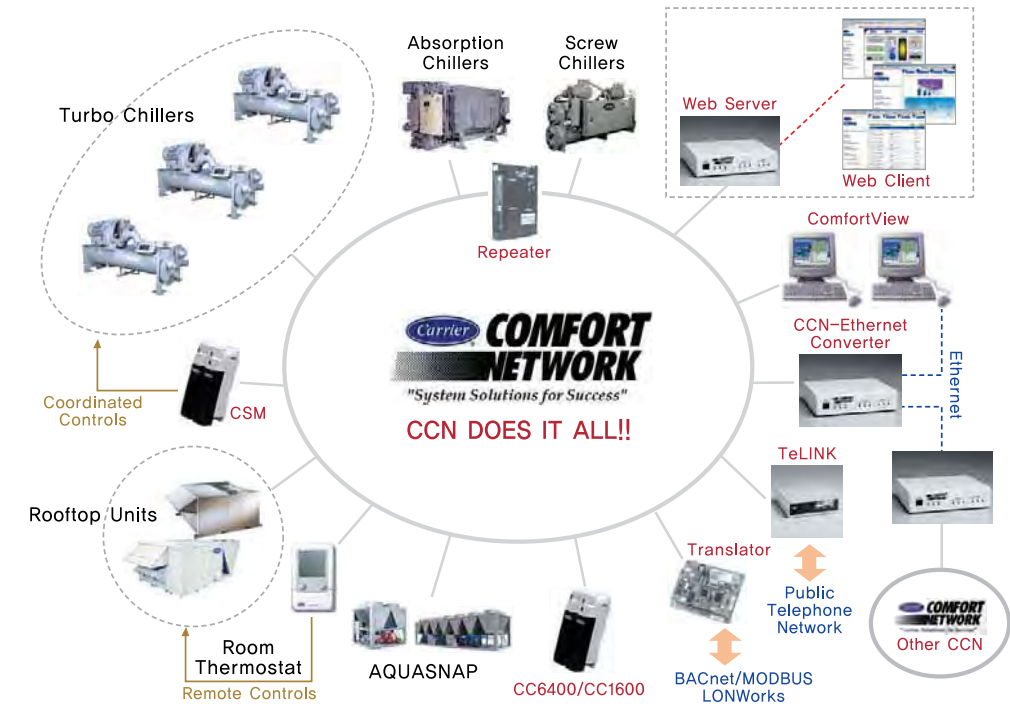 Absorption
Chillers
Screw
Chillers
Turbo Chillers
Web Server
Web Client
Repeater
ComfortView
Carrier
COMFORT
NETWORK
"System Solutions for Success"
CCN DOES IT ALL!!
CCN-Ethernet
Converter
Ethernet
Coordinated
Controls
CSM
TeLINK
Rooftop Units
Translator
Public
Telephone
Network
COMFORT
NETWORK
Other CCN
Room
Thermostat
Remote Controls
AQUASNAP
CC6400/CC1600
BACnet/MODBUS
LONWorks